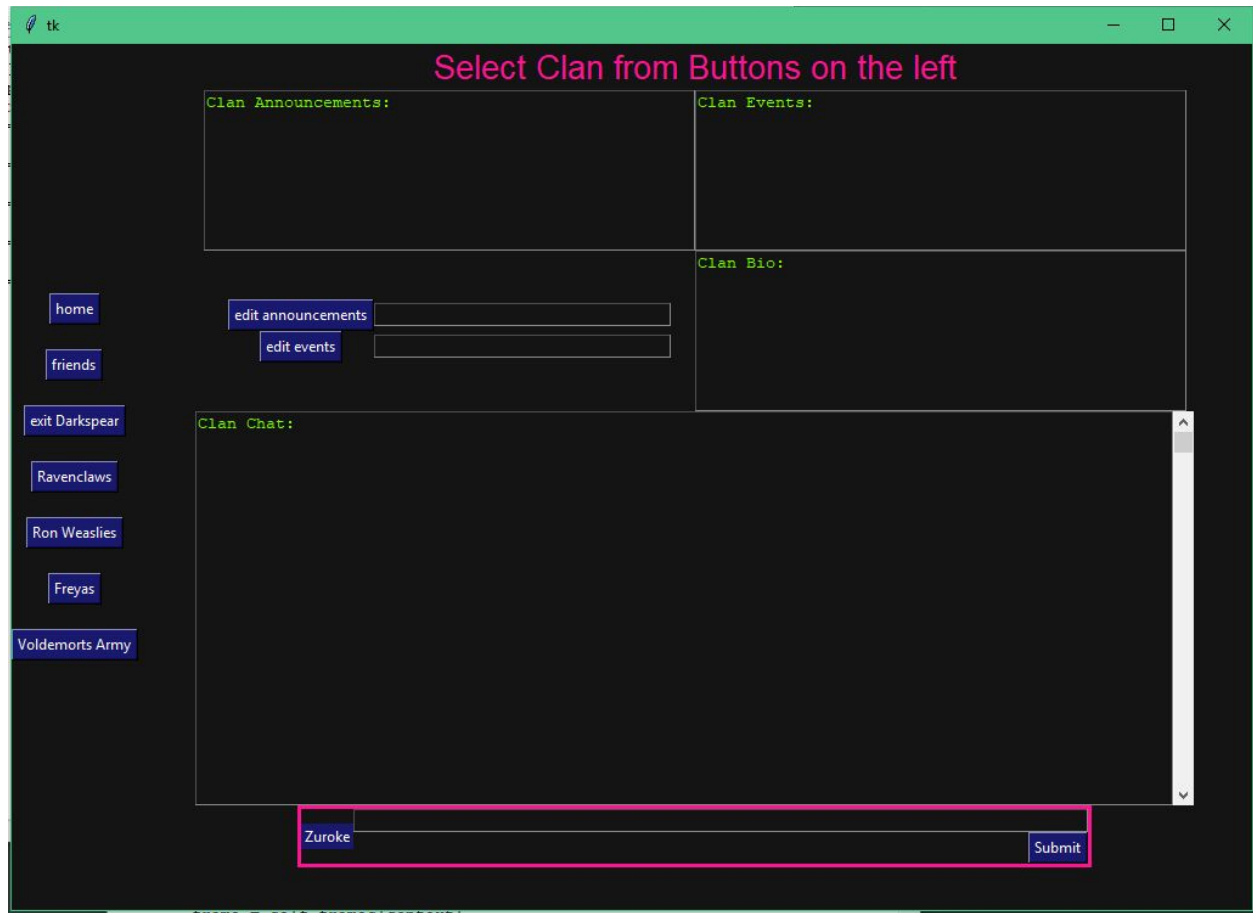 tk
Select Clan from Buttons on the left
Clan Announcements:
Clan Events:
Clan Bio:
home
edit announcements
edit events
friends
exit Darkspear
Clan Chat:
Ravenclaws
Ron Weaslies
Freyas
Voldemorts Army
Zuroke
Submit